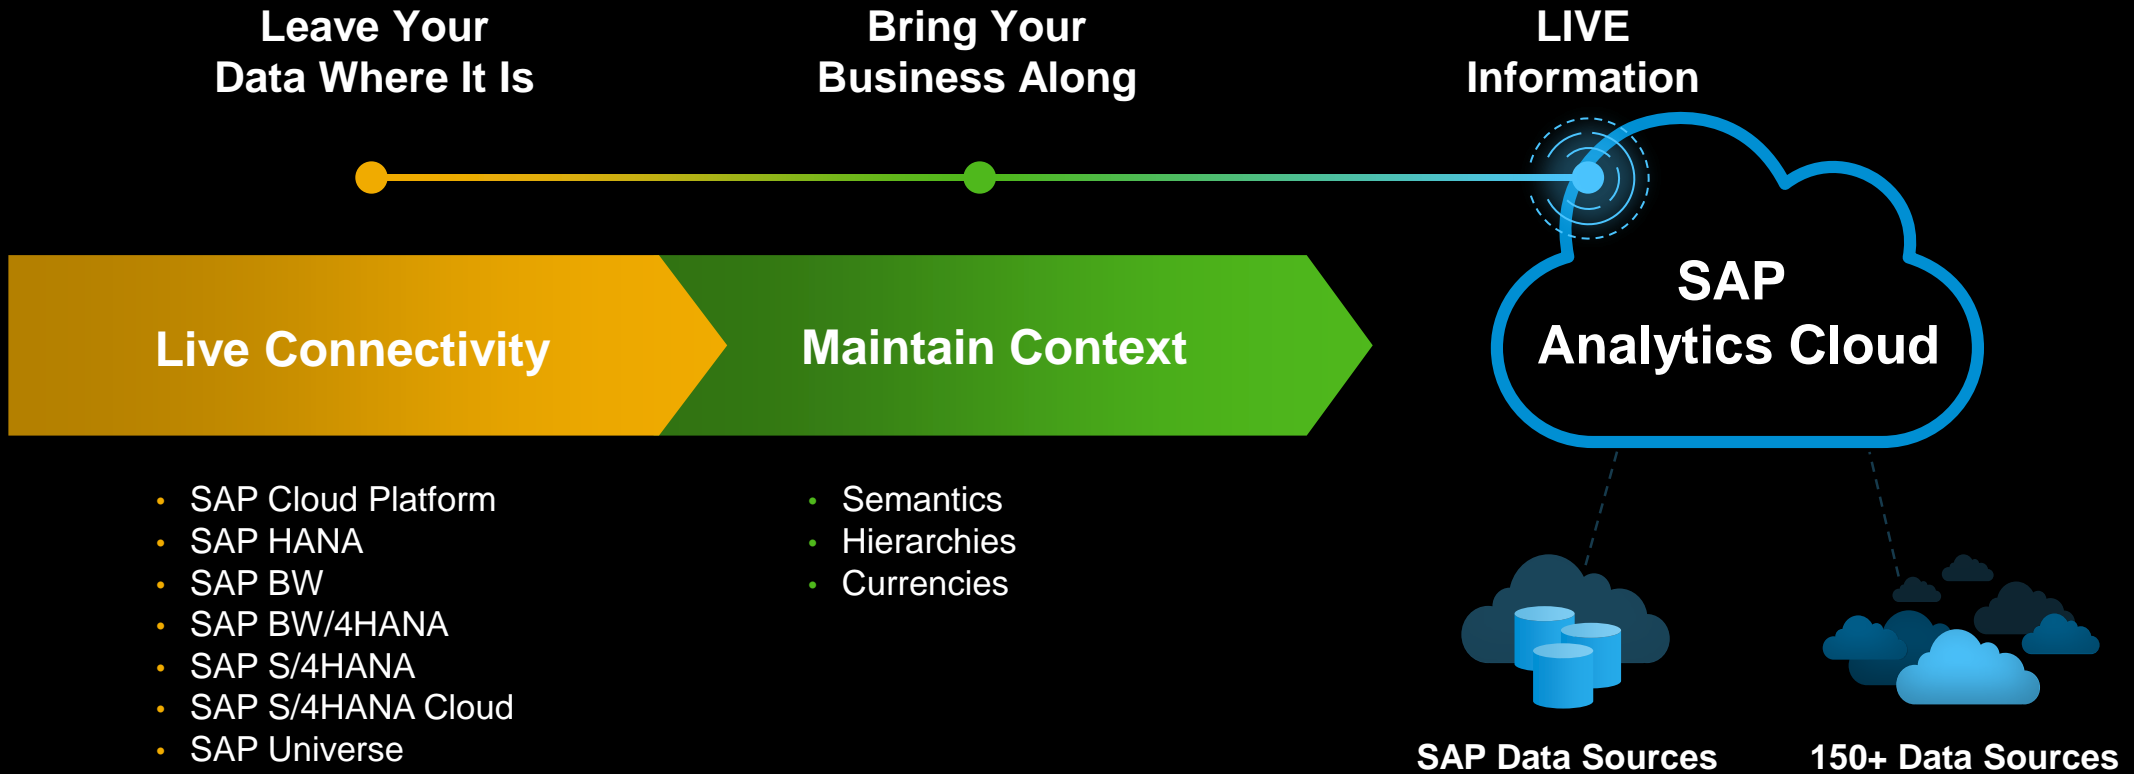 Leave Your
Data Where It Is
Bring Your
Business Along
LIVE
Information
Live Connectivity
Maintain Context
SAP
Analytics Cloud
• SAP Cloud Platform
• SAP HANA
• SAP BW
• SAP BW/4HANA
• SAP S/4HANA
• SAP S/4HANA Cloud
• SAP Universe
• Semantics
• Hierarchies
• Currencies
SAP Data Sources
150+ Data Sources